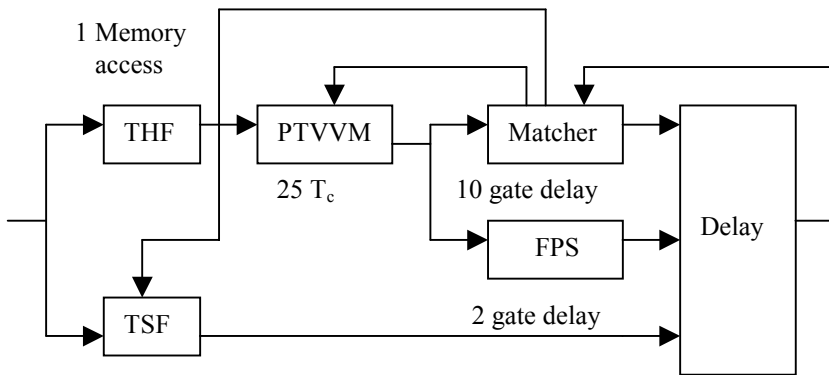 1 Memory
access
THF
PTVVM
Matcher
25 Tc
10 gate delay
FPS
Delay
TSF
2 gate delay